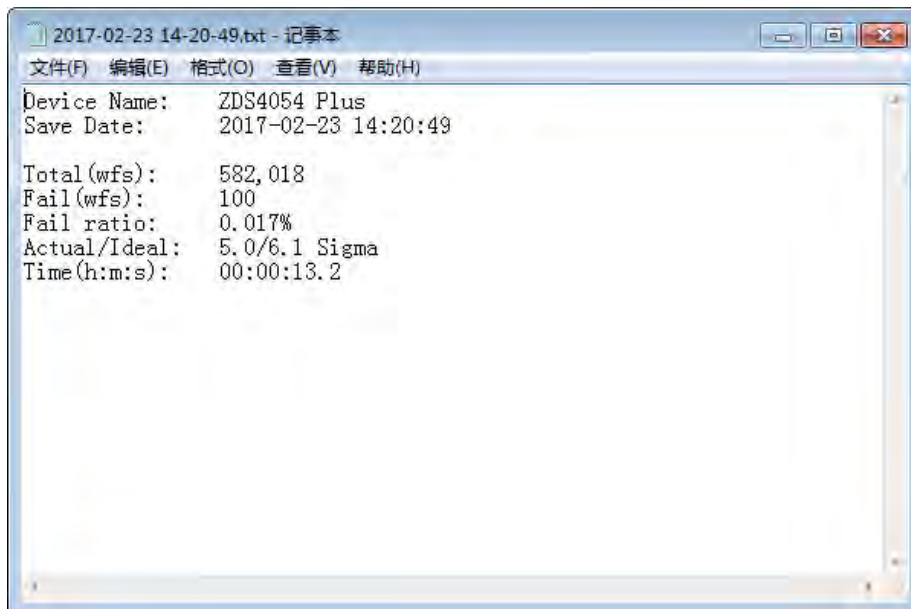 2017-02-23 14-20-49.txt - 记事本
文件(F) 编辑(E) 格式(O) 查看(V) 帮助(H)
Device Name: ZDS4054 Plus
Save Date: 2017-02-23 14:20:49
Total(wfs): 582,018
Fail(wfs): 100
Fail ratio: 0.017%
Actual/Ideal: 5.0/6.1 Sigma
Time(h:m:s): 00:00:13.2